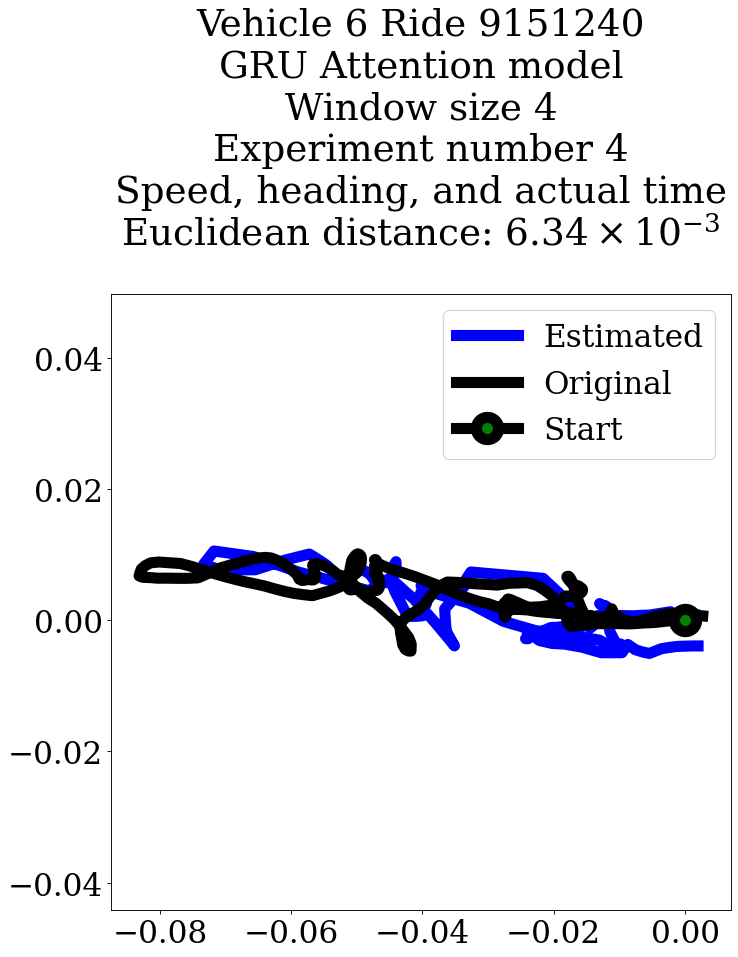 Vehicle 6 Ride 9151240
GRU Attention model
Window size 4
Experiment number 4
Speed, heading, and actual time
Euclidean distance: 6.34 × 10⁻³
Estimated
Original
Start
0.04
0.02
0.00
−0.02
−0.04
−0.08 −0.06 −0.04 −0.02 0.00